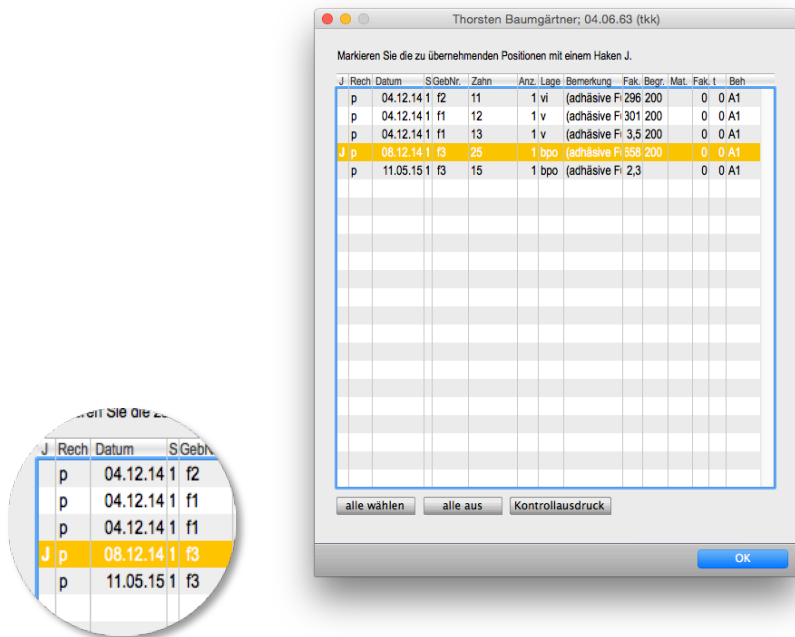 Thorsten Baumgärtner; 04.06.63 (tkk)
Markieren Sie die zu übernehmenden Positionen mit einem Haken J.
J Rech Datum S GebNr. Zahn Anz. Lage Bemerkung Fak. Begr. Mat. Fak. t Beh
p 04.12.14 1 f2 11 1 vi (adhäsive F 296 200 0 0 A1
p 04.12.14 1 f1 12 1 v (adhäsive F 301 200 0 0 A1
p 04.12.14 1 f1 13 1 v (adhäsive F 3,5 200 0 0 A1
J p 08.12.14 1 f3 25 1 bpo (adhäsive F 658 200 0 0 A1
p 11.05.15 1 f3 15 1 bpo (adhäsive F 2,3 0 0 A1
alle wählen alle aus Kontrollausdruck
OK
en Sie die
J Rech Datum S Geb
p 04.12.14 1 f2
p 04.12.14 1 f1
p 04.12.14 1 f1
J p 08.12.14 1 f3
p 11.05.15 1 f3